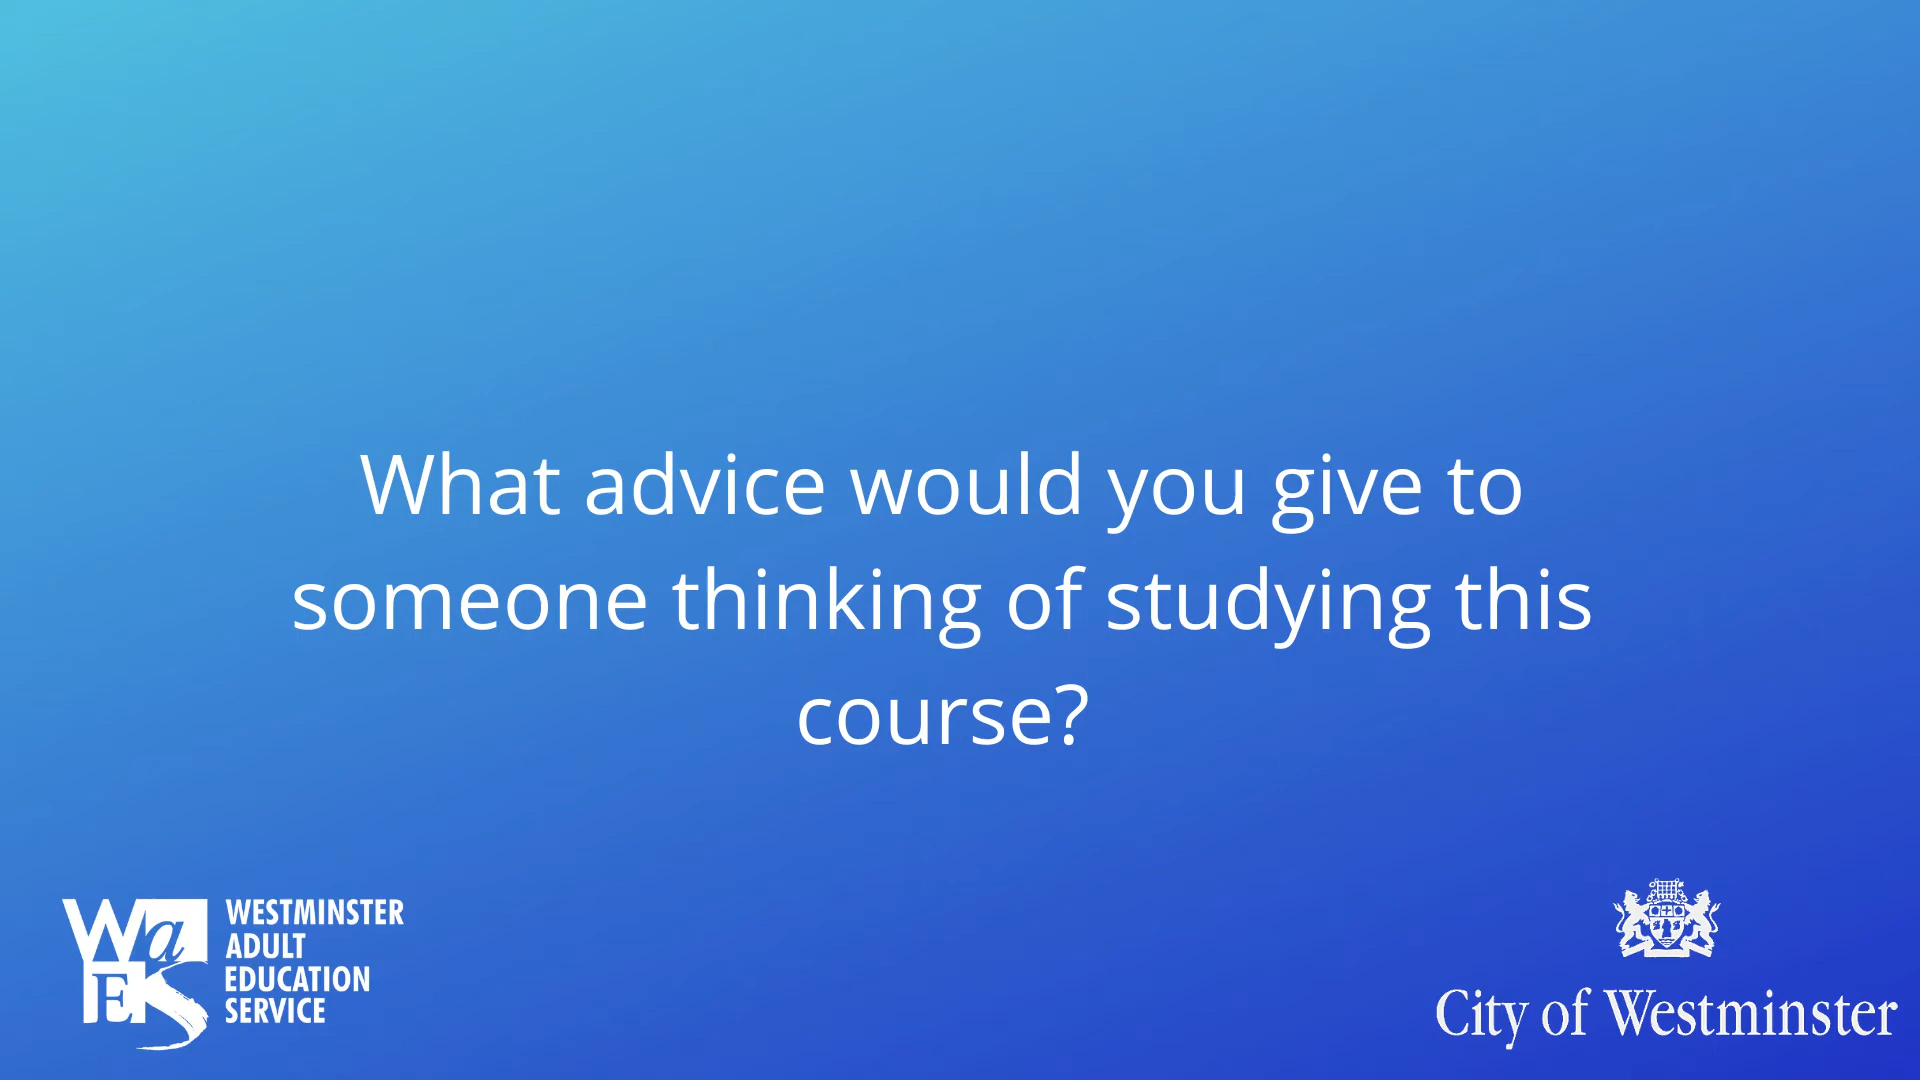 What advice would you give to
someone thinking of studying this
course?
WaES
WESTMINSTER
ADULT
EDUCATION
SERVICE
City of Westminster